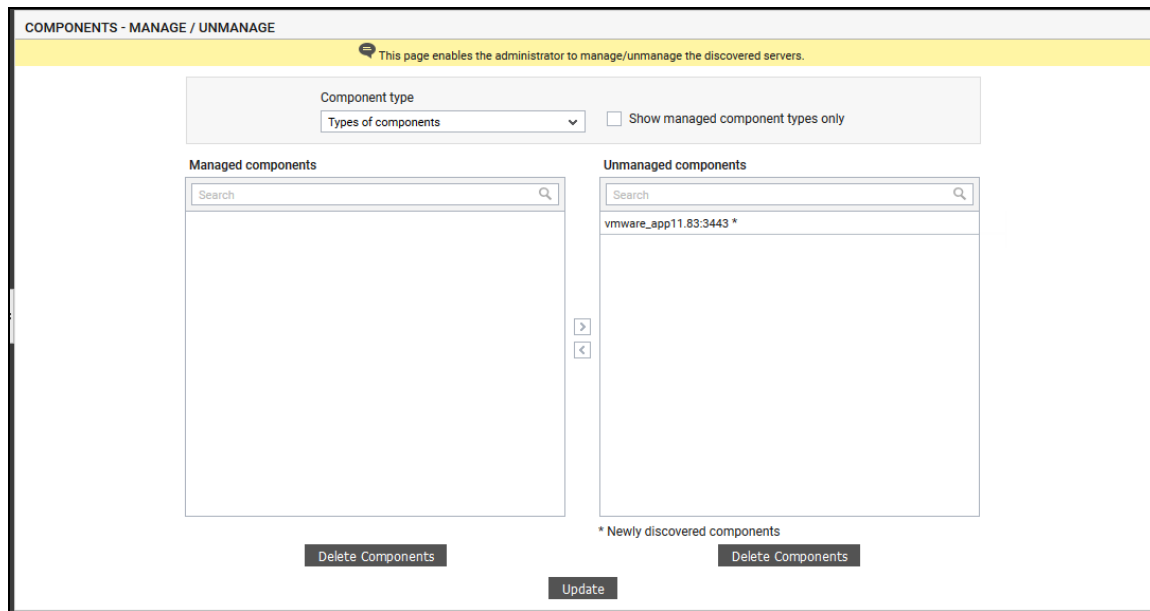 COMPONENTS - MANAGE / UNMANAGE
This page enables the administrator to manage/unmanage the discovered servers.
Component type
Types of components
Show managed component types only
Managed components
Unmanaged components
Search
Search
vmware_app11.83:3443 *
>
<
* Newly discovered components
Delete Components
Delete Components
Update